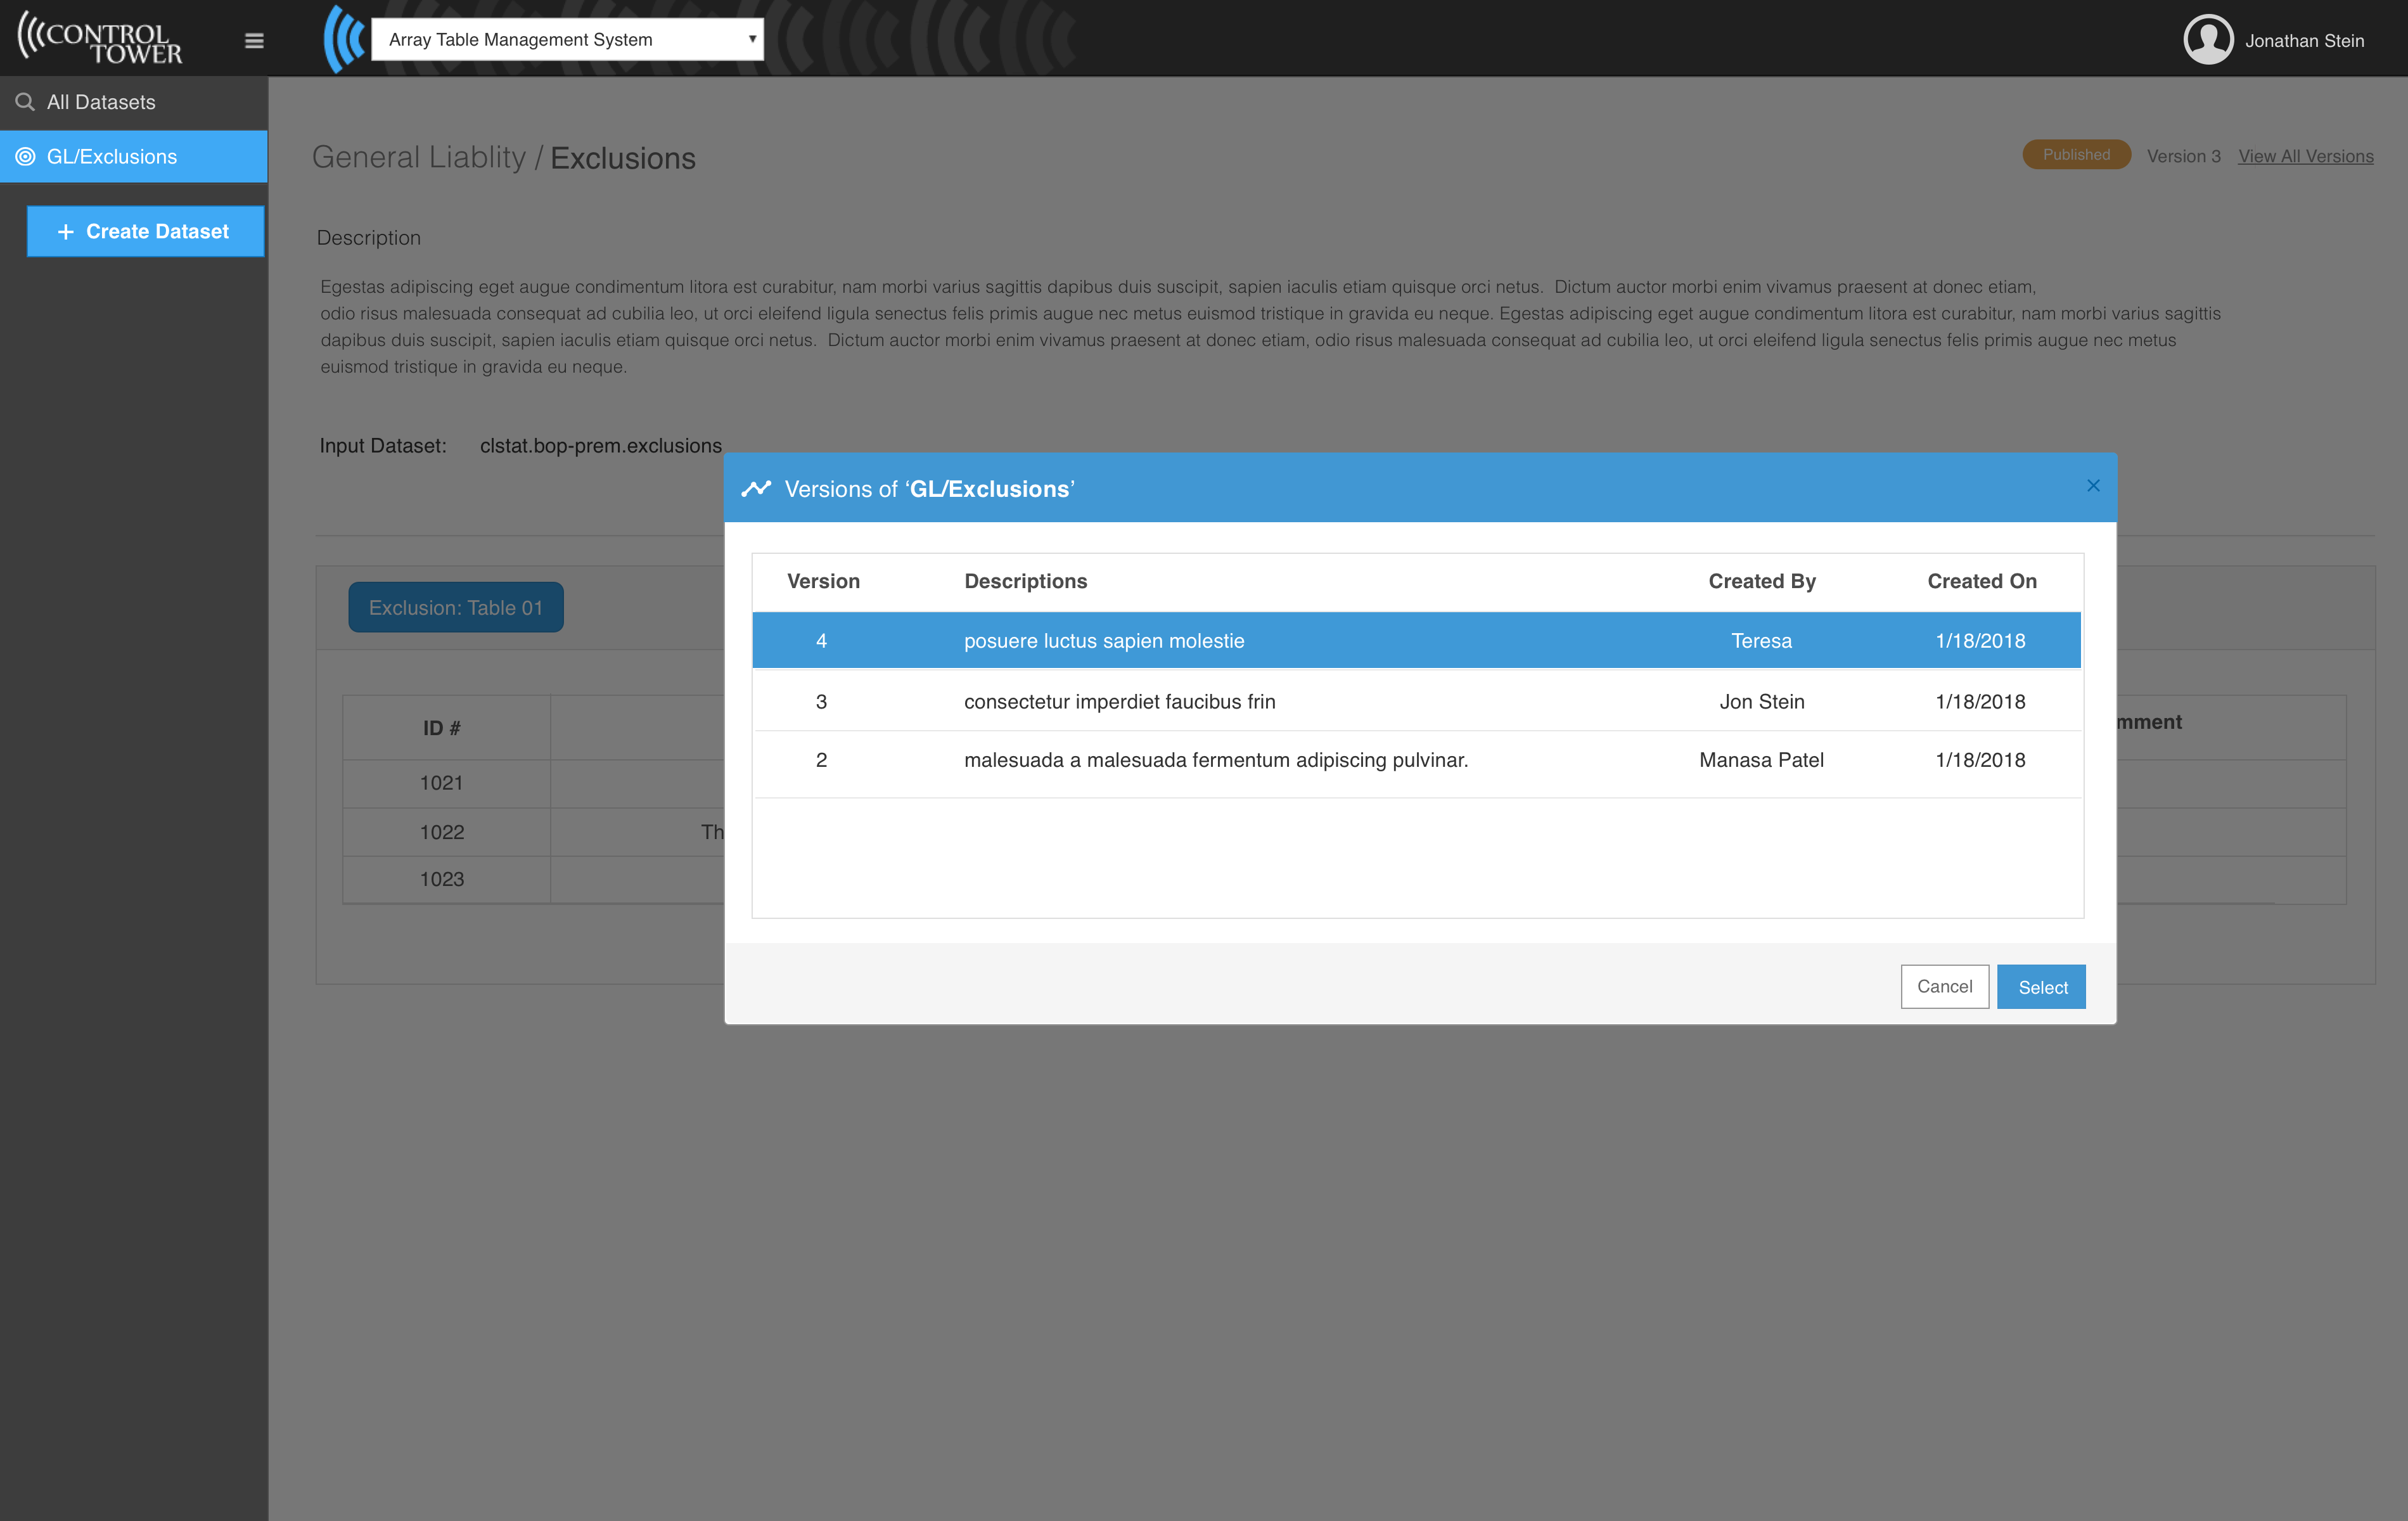 CONTROL TOWER
Array Table Management System
Jonathan Stein
All Datasets
GL/Exclusions
+ Create Dataset
General Liablity / Exclusions
Published Version 3 View All Versions
Description
Egestas adipiscing eget augue condimentum litora est curabitur, nam morbi varius sagittis dapibus duis suscipit, sapien iaculis etiam quisque orci netus. Dictum auctor morbi enim vivamus praesent at donec etiam,
odio risus malesuada consequat ad cubilia leo, ut orci eleifend ligula senectus felis primis augue nec metus euismod tristique in gravida eu neque. Egestas adipiscing eget augue condimentum litora est curabitur, nam morbi varius sagittis
dapibus duis suscipit, sapien iaculis etiam quisque orci netus. Dictum auctor morbi enim vivamus praesent at donec etiam, odio risus malesuada consequat ad cubilia leo, ut orci eleifend ligula senectus felis primis augue nec metus
euismod tristique in gravida eu neque.
Input Dataset: clstat.bop-prem.exclusions
Exclusion: Table 01
ID # mment
1021
1022 Th
1023
Versions of ‘GL/Exclusions’
Version Descriptions Created By Created On
4 posuere luctus sapien molestie Teresa 1/18/2018
3 consectetur imperdiet faucibus frin Jon Stein 1/18/2018
2 malesuada a malesuada fermentum adipiscing pulvinar. Manasa Patel 1/18/2018
Cancel Select